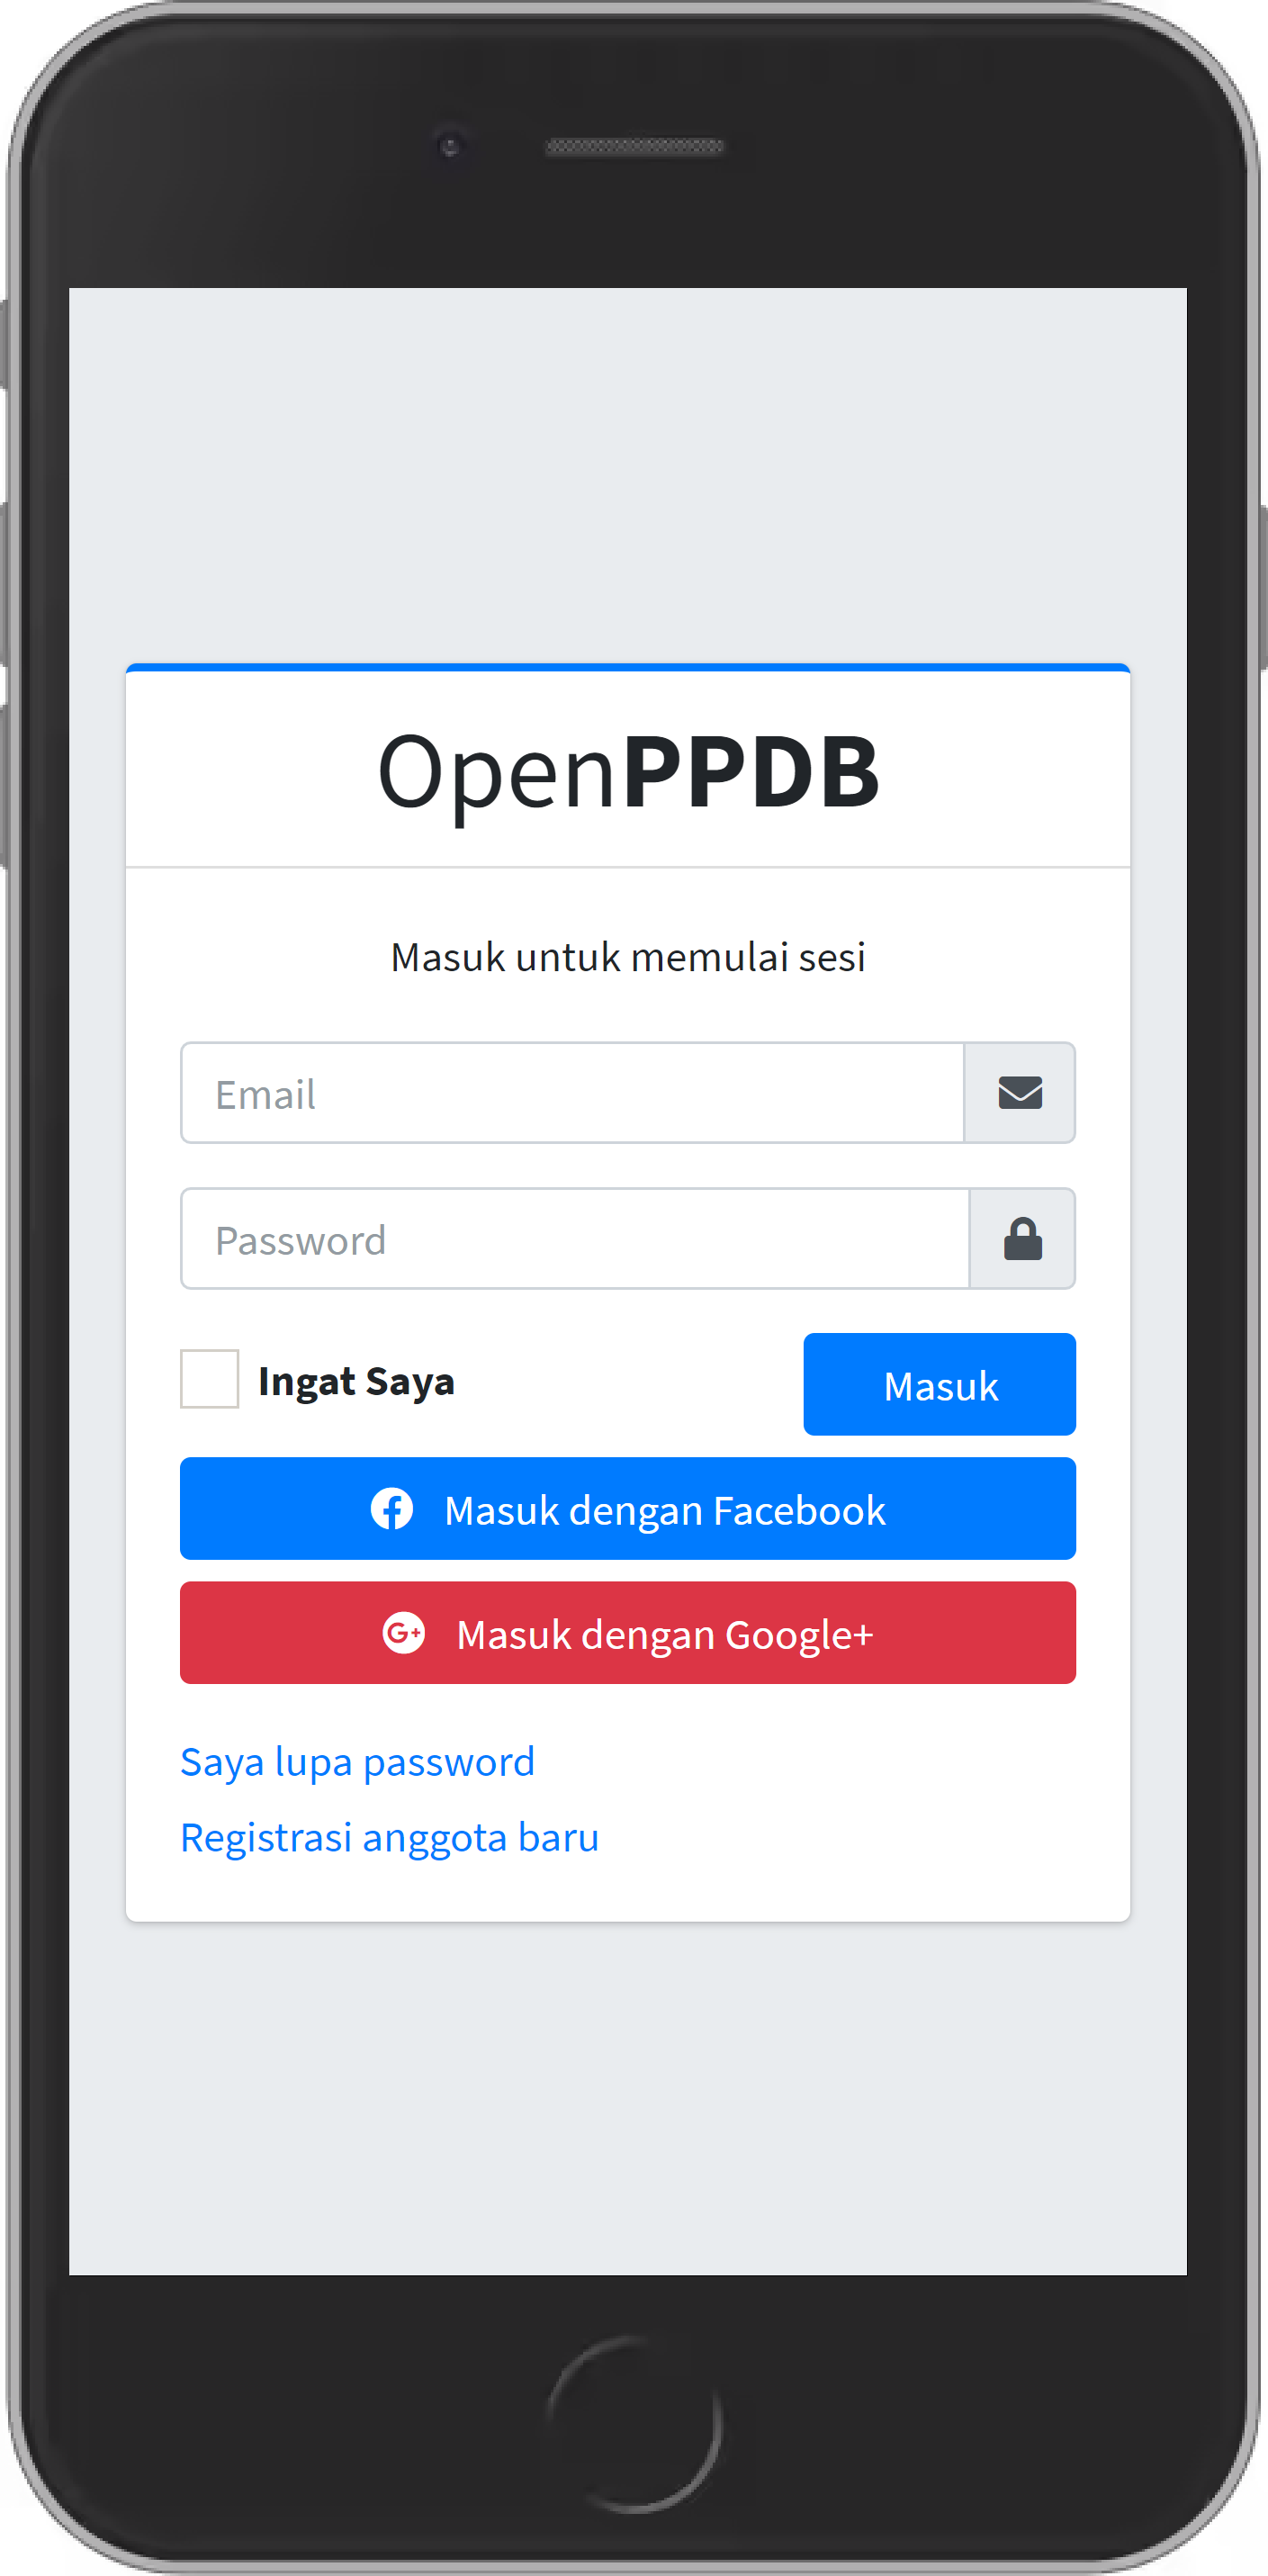 OpenPPDB
Masuk untuk memulai sesi
Email
Password
Ingat Saya
Masuk
Masuk dengan Facebook
G+ Masuk dengan Google+
Saya lupa password
Registrasi anggota baru